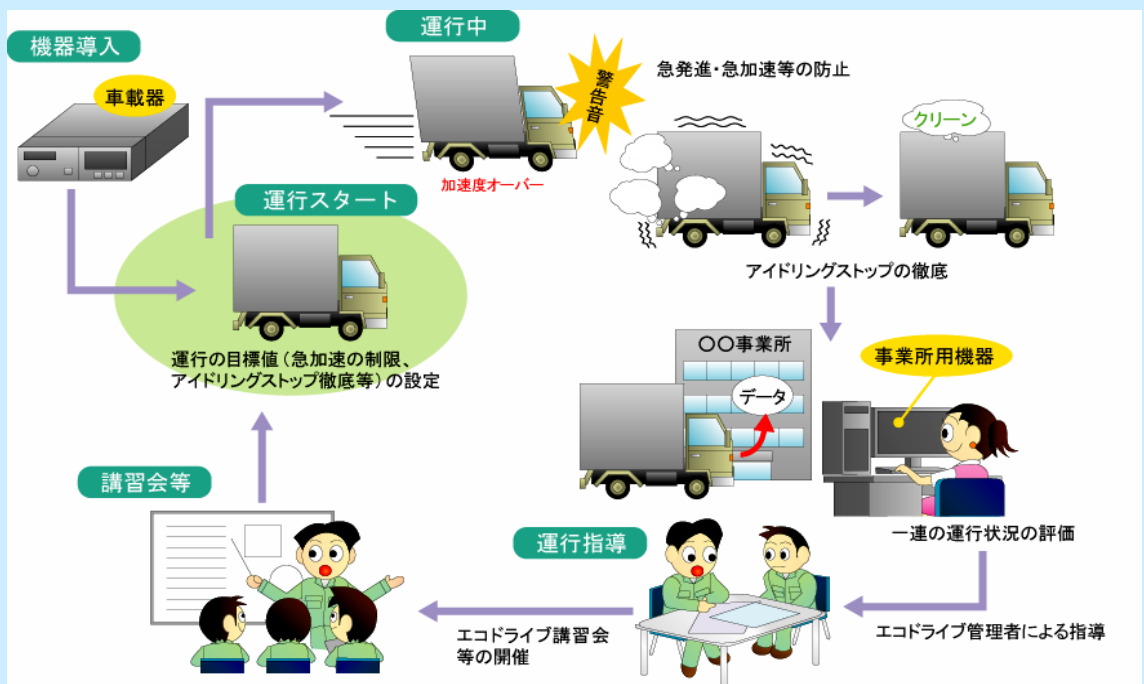 機器導入
車載器
運行中
警告音
加速度オーバー
急発進・急加速等の防止
クリーン
アイドリングストップの徹底
運行スタート
運行の目標値（急加速の制限、
アイドリングストップ徹底等）の設定
〇〇事業所
データ
事業所用機器
一連の運行状況の評価
エコドライブ管理者による指導
運行指導
エコドライブ講習会
等の開催
講習会等